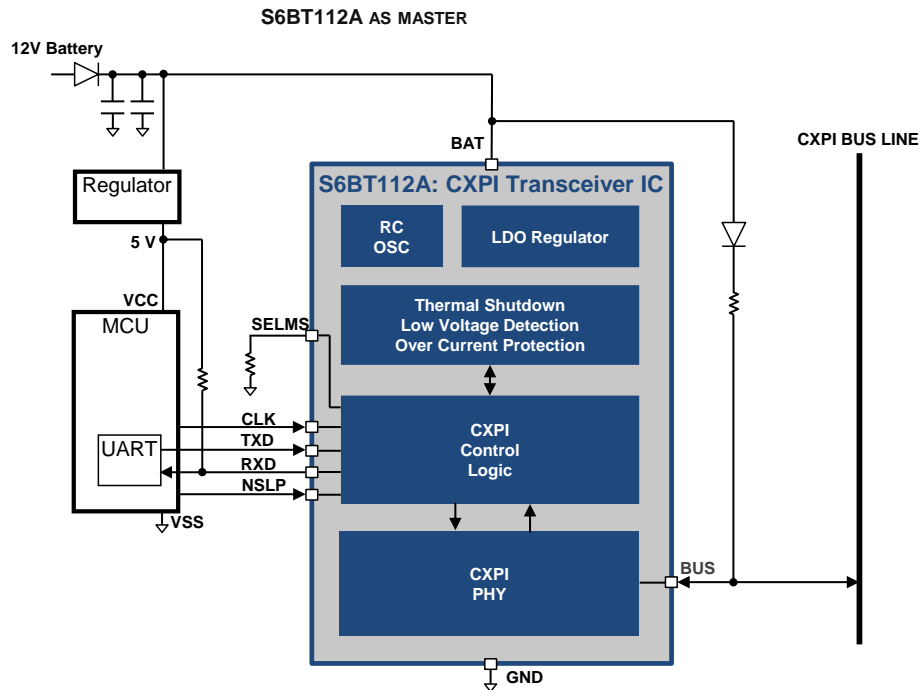 S6BT112A AS MASTER
12V Battery
BAT
CXPI BUS LINE
S6BT112A: CXPI Transceiver IC
Regulator
RC
OSC
LDO Regulator
5 V
VCC
MCU
SELMS
Thermal Shutdown
Low Voltage Detection
Over Current Protection
CLK
TXD
UART
RXD
NSLP
CXPI
Control
Logic
VSS
CXPI
PHY
BUS
GND